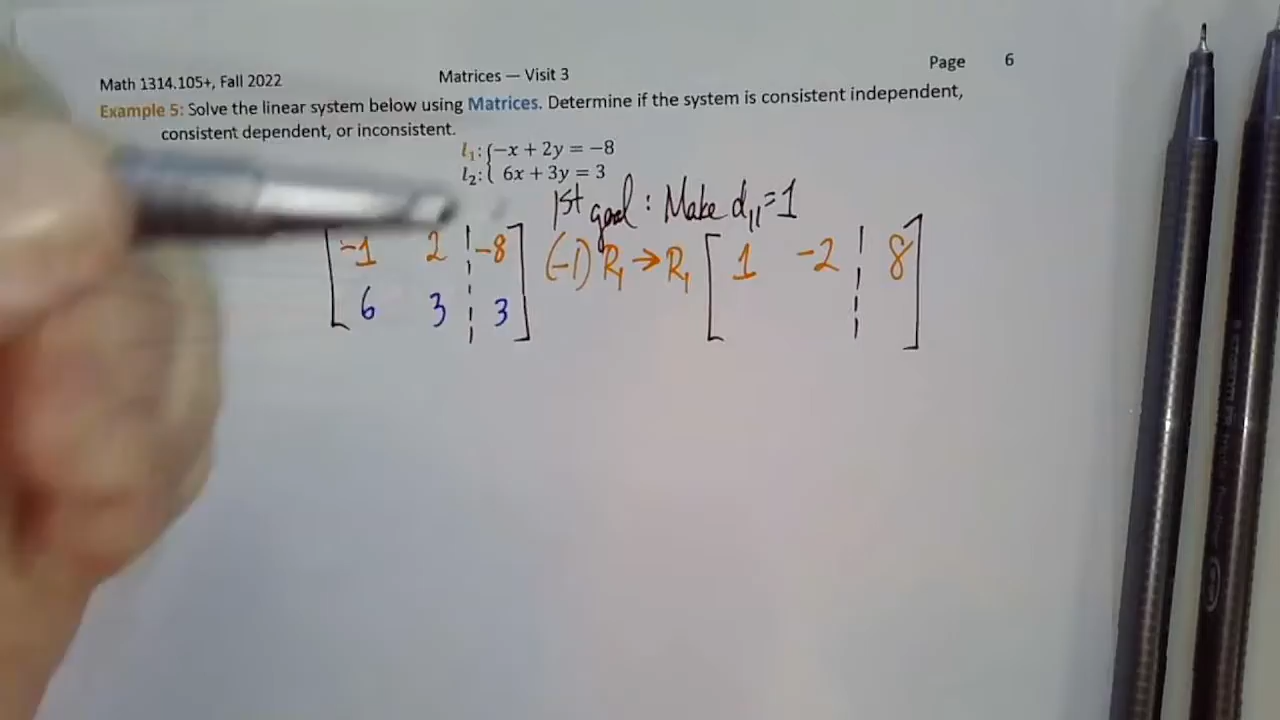 Math 1314.105+, Fall 2022 Matrices — Visit 3 Page 6
Example 5: Solve the linear system below using Matrices. Determine if the system is consistent independent,
consistent dependent, or inconsistent.
l₁: { −x + 2y = −8
l₂: { 6x + 3y = 3
1st goal: Make d₁₁=1
[ -1 2 ¦ -8 ] (-1) R₁ → R₁ [ 1 -2 ¦ 8 ]
[ 6 3 ¦ 3 ]